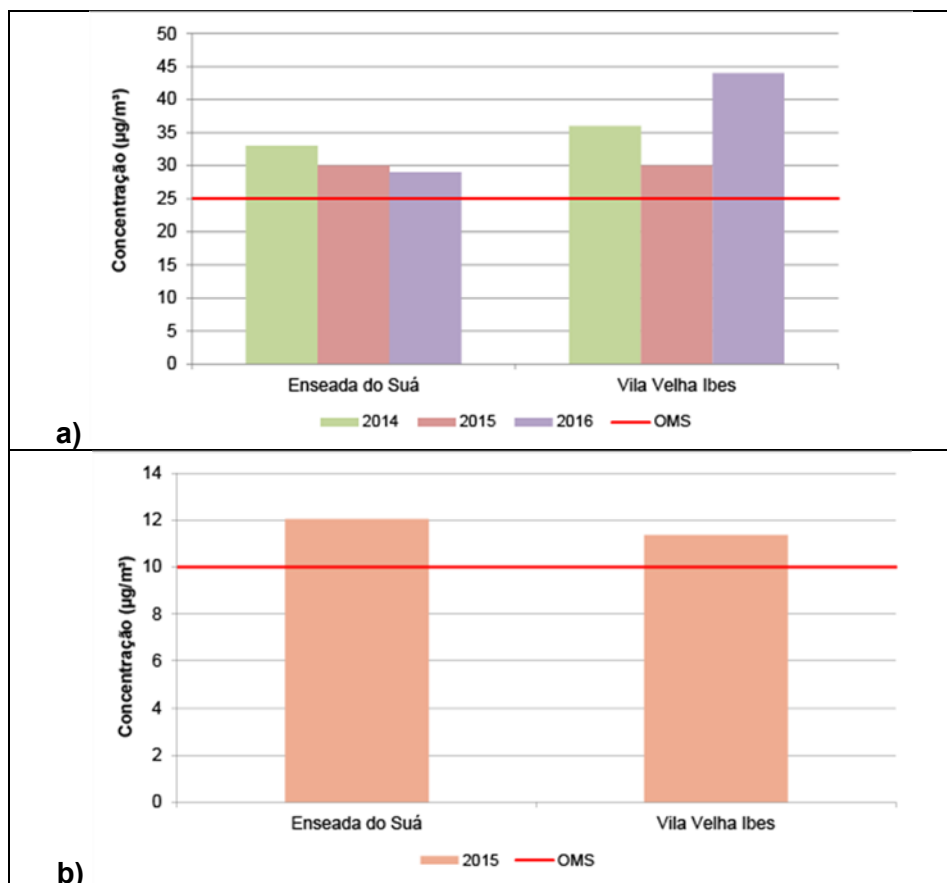 50
45
40
35
30
25
20
15
10
5
0
Concentração (µg/m³)
Enseada do Suá Vila Velha Ibes
2014 2015 2016 OMS
a)
14
12
10
8
6
4
2
0
Concentração (µg/m³)
Enseada do Suá Vila Velha Ibes
2015 OMS
b)